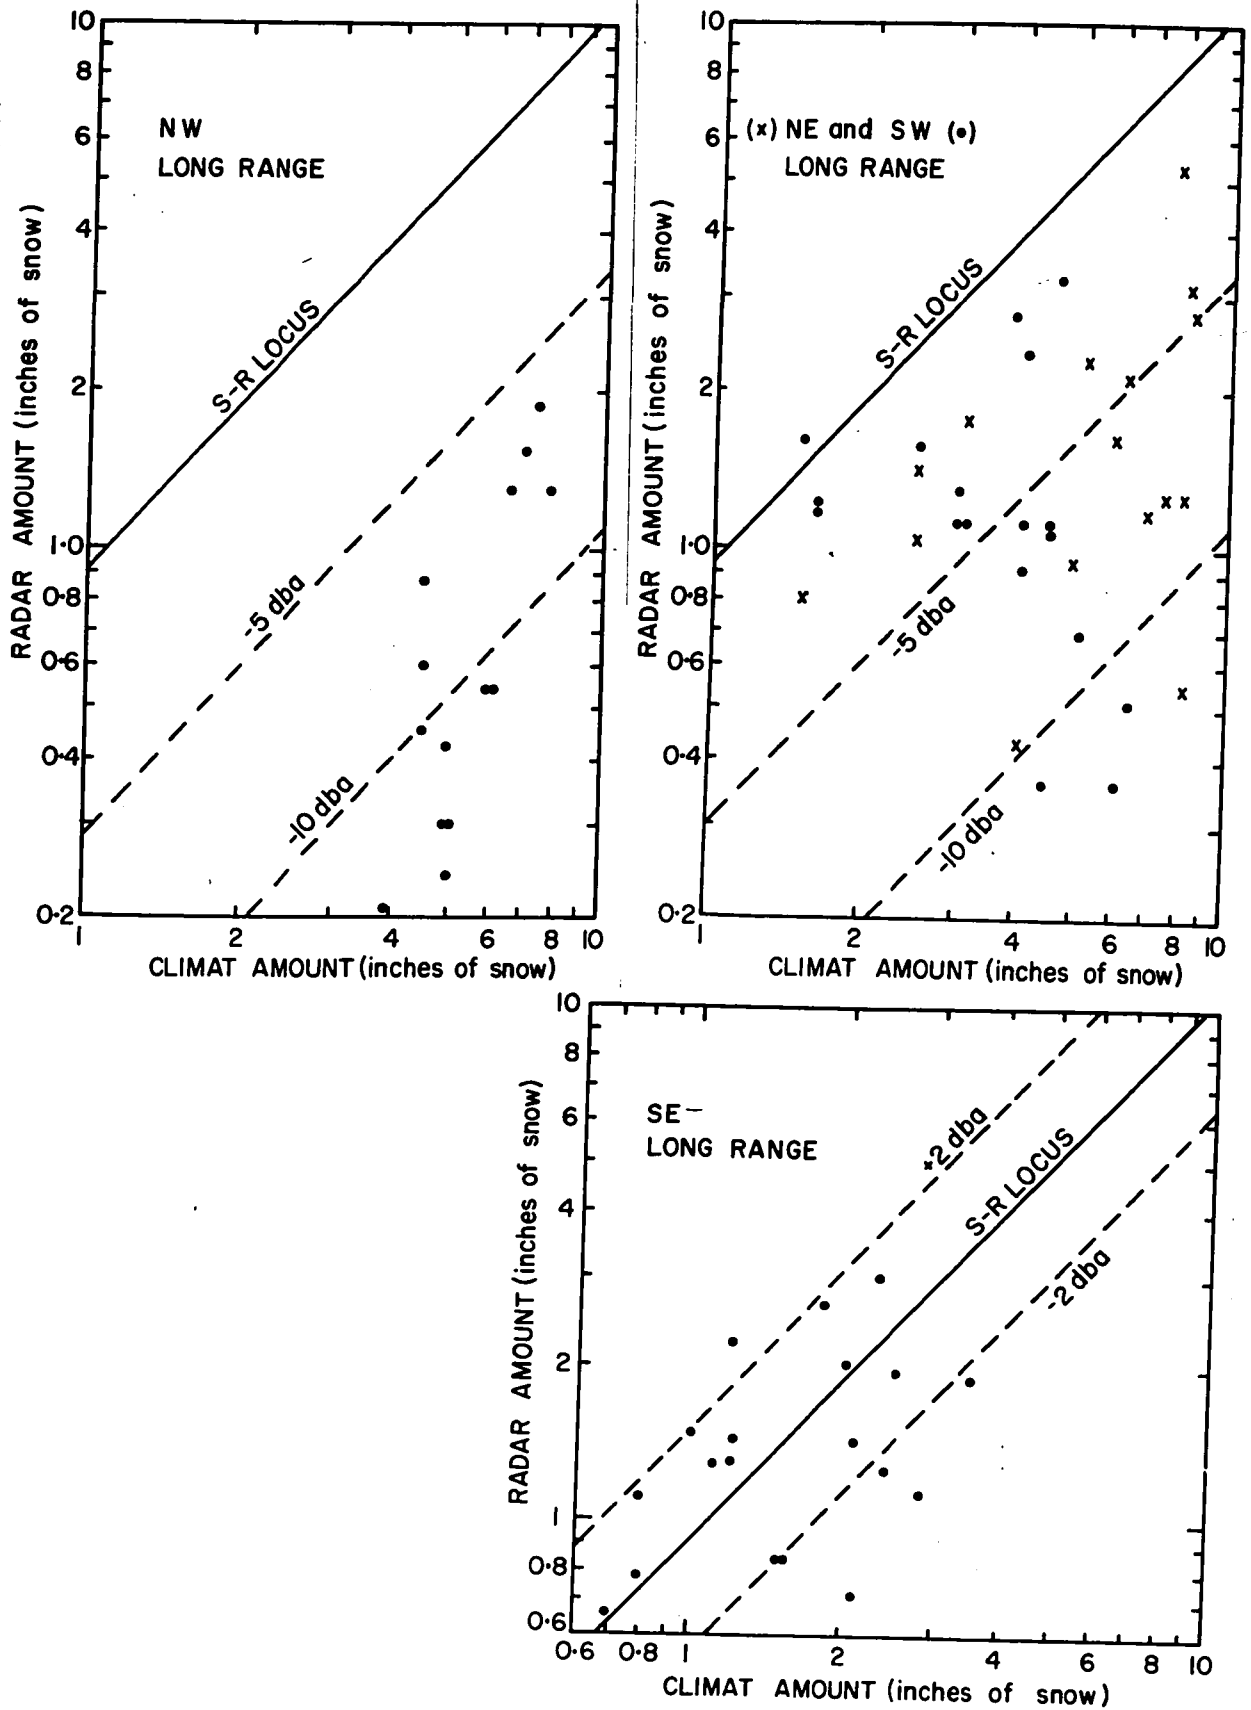 10
8
6
4
2
1·0
0·8
0·6
0·4
0·2
RADAR AMOUNT (inches of snow)
NW
LONG RANGE
S-R LOCUS
-5 dba
-10 dba
1 2 4 6 8 10
CLIMAT AMOUNT (inches of snow)
10
8
6
4
2
1·0
0·8
0·6
0·4
0·2
RADAR AMOUNT (inches of snow)
(x) NE and SW (•)
LONG RANGE
S-R LOCUS
-5 dba
-10 dba
1 2 4 6 8 10
CLIMAT AMOUNT (inches of snow)
10
8
6
4
2
1
0·8
0·6
RADAR AMOUNT (inches of snow)
SE
LONG RANGE
+2 dba
S-R LOCUS
-2 dba
0·6 0·8 1 2 4 6 8 10
CLIMAT AMOUNT (inches of snow)